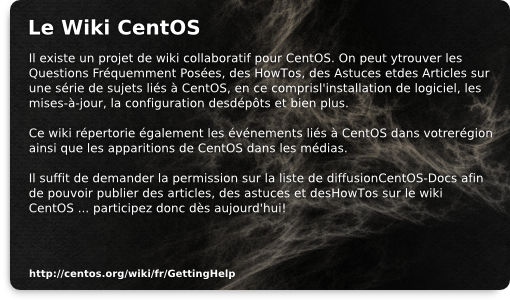 Le Wiki CentOS
Il existe un projet de wiki collaboratif pour CentOS. On peut ytrouver les
Questions Fréquemment Posées, des HowTos, des Astuces etdes Articles sur
une série de sujets liés à CentOS, en ce comprisl'installation de logiciel, les
mises-à-jour, la configuration desdépôts et bien plus.
Ce wiki répertorie également les événements liés à CentOS dans votrerégion
ainsi que les apparitions de CentOS dans les médias.
Il suffit de demander la permission sur la liste de diffusionCentOS-Docs afin
de pouvoir publier des articles, des astuces et desHowTos sur le wiki
CentOS ... participez donc dès aujourd'hui!
http://centos.org/wiki/fr/GettingHelp